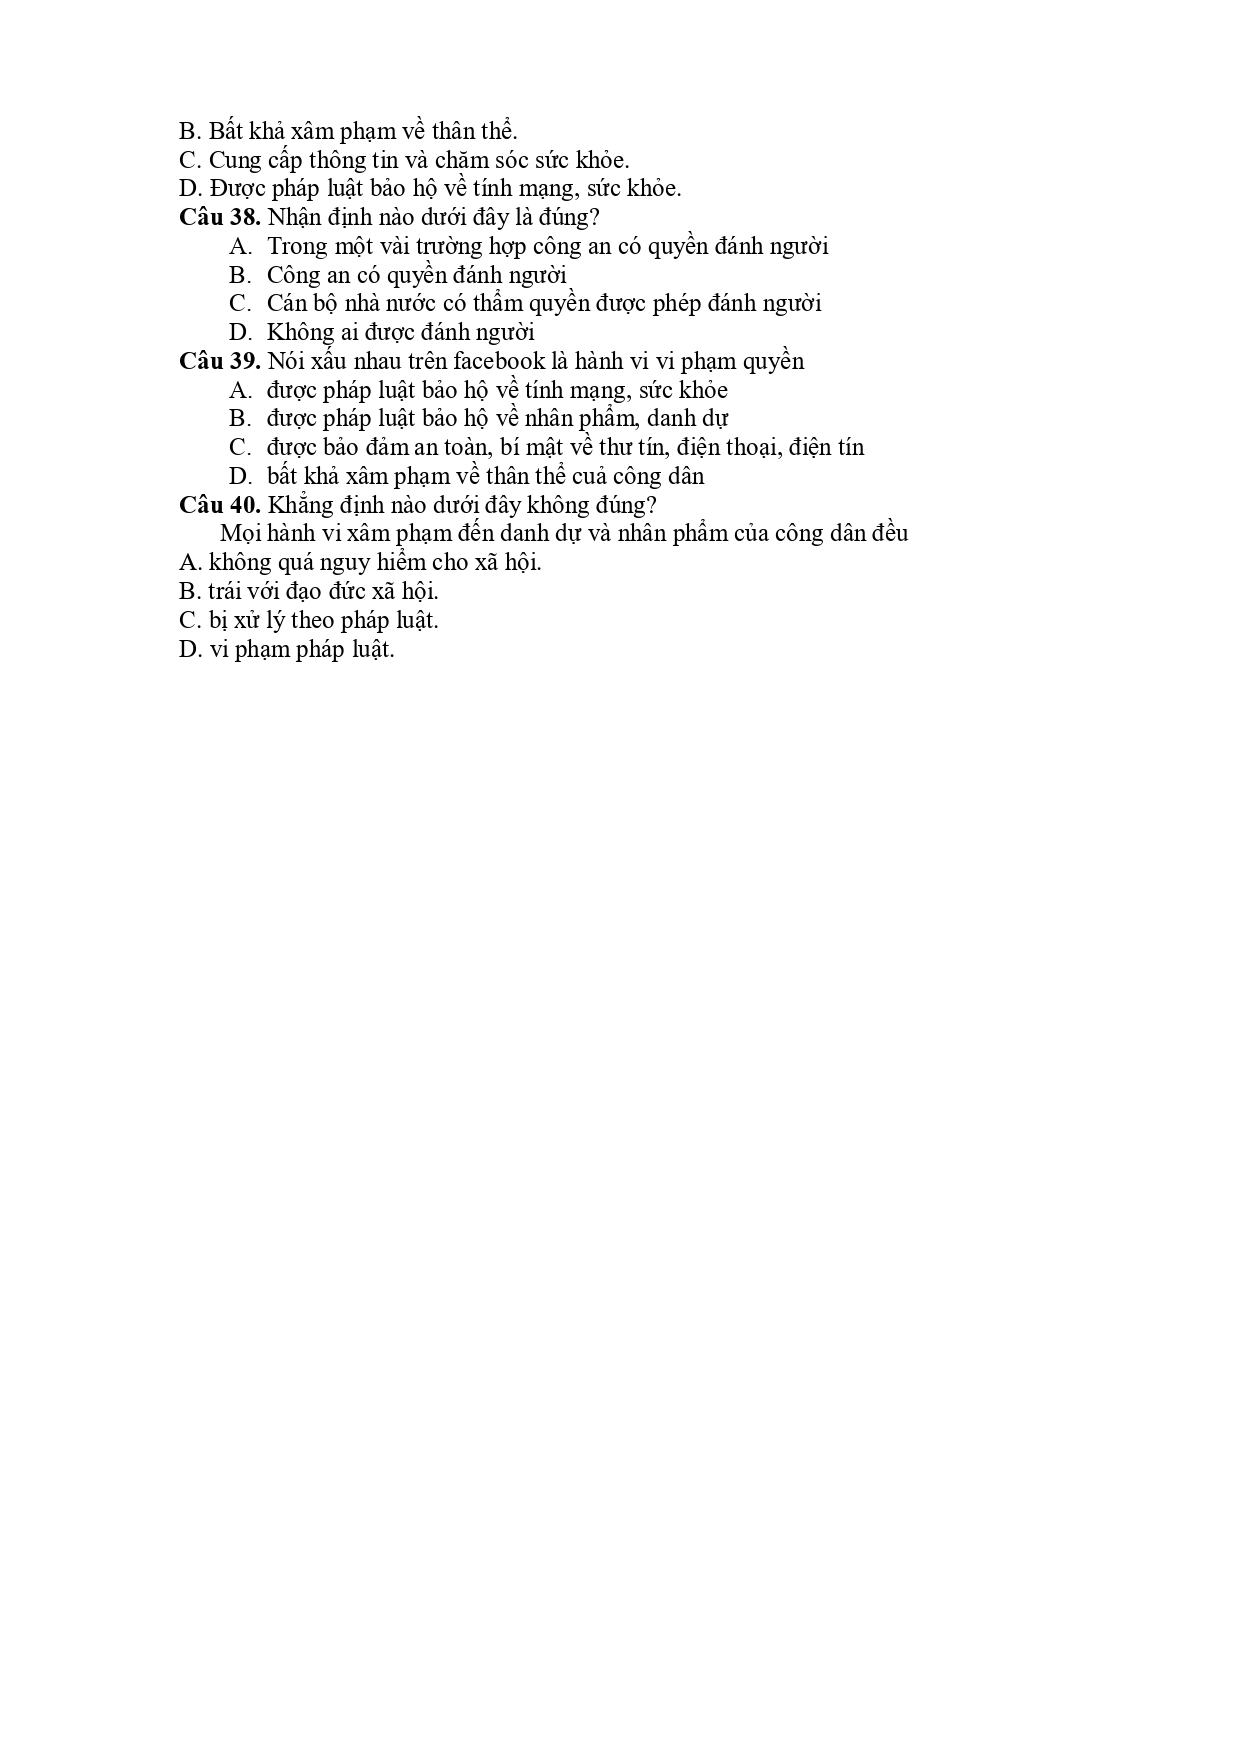 B. Bất khả xâm phạm về thân thể.
C. Cung cấp thông tin và chăm sóc sức khỏe.
D. Được pháp luật bảo hộ về tính mạng, sức khỏe.
Câu 38. Nhận định nào dưới đây là đúng?
A. Trong một vài trường hợp công an có quyền đánh người
B. Công an có quyền đánh người
C. Cán bộ nhà nước có thẩm quyền được phép đánh người
D. Không ai được đánh người
Câu 39. Nói xấu nhau trên facebook là hành vi vi phạm quyền
A. được pháp luật bảo hộ về tính mạng, sức khỏe
B. được pháp luật bảo hộ về nhân phẩm, danh dự
C. được bảo đảm an toàn, bí mật về thư tín, điện thoại, điện tín
D. bất khả xâm phạm về thân thể cuả công dân
Câu 40. Khẳng định nào dưới đây không đúng?
Mọi hành vi xâm phạm đến danh dự và nhân phẩm của công dân đều
A. không quá nguy hiểm cho xã hội.
B. trái với đạo đức xã hội.
C. bị xử lý theo pháp luật.
D. vi phạm pháp luật.